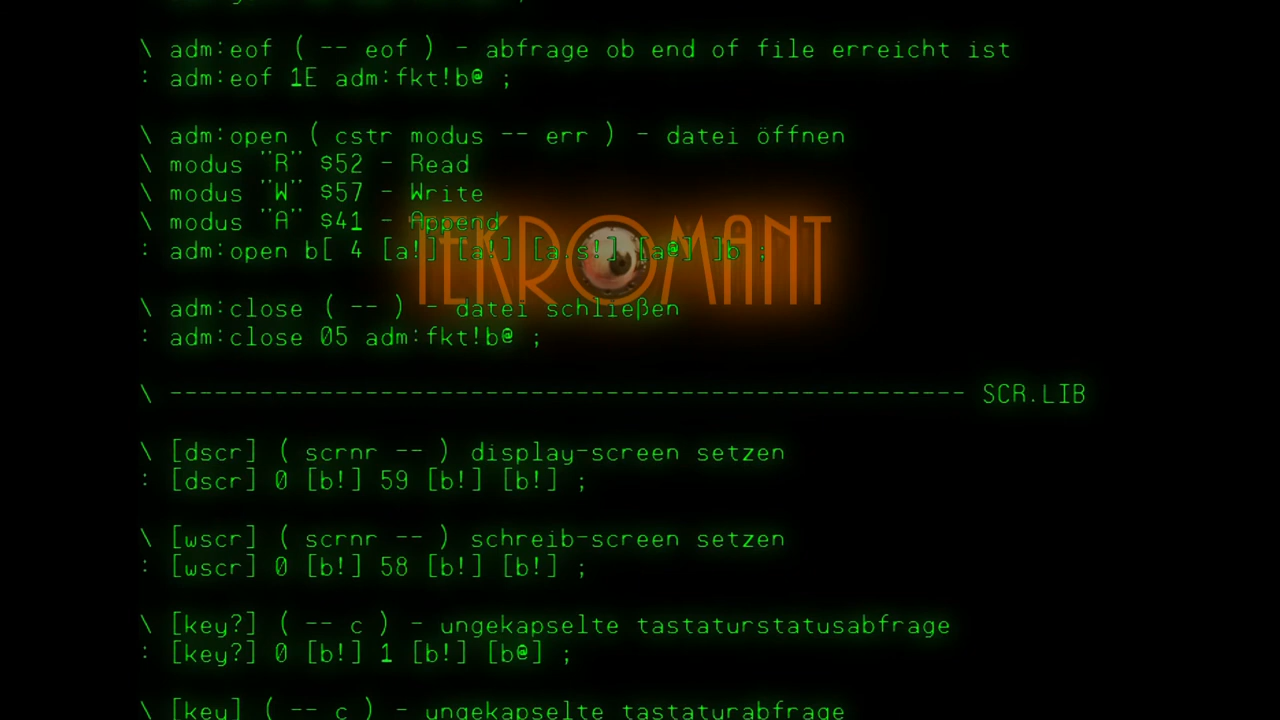 \ adm:eof ( -- eof ) - abfrage ob end of file erreicht ist
: adm:eof 1E adm:fkt!b@ ;
\ adm:open ( cstr modus -- err ) - datei öffnen
\ modus "R" $52 - Read
\ modus "W" $57 - Write
\ modus "A" $41 - Append
: adm:open b[ 4 [a!] [a!] [a.s!] [a@] ]b ;
TEKROMANT
\ adm:close ( -- ) - datei schließen
: adm:close 05 adm:fkt!b@ ;
\ ----------------------------------------------------- SCR.LIB
\ [dscr] ( scrnr -- ) display-screen setzen
: [dscr] 0 [b!] 59 [b!] [b!] ;
\ [wscr] ( scrnr -- ) schreib-screen setzen
: [wscr] 0 [b!] 58 [b!] [b!] ;
\ [key?] ( -- c ) - ungekapselte tastaturstatusabfrage
: [key?] 0 [b!] 1 [b!] [b@] ;
\ [key] ( -- c ) - ungekapselte tastaturabfrage